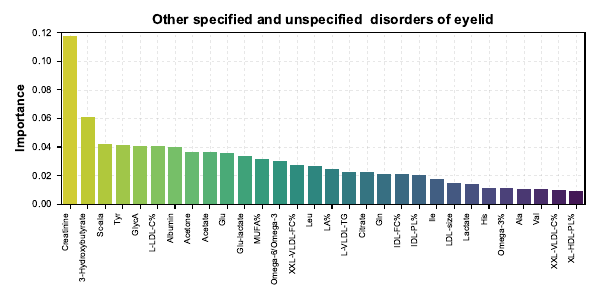 Other specified and unspecified disorders of eyelid
Importance
0.12
0.10
0.08
0.06
0.04
0.02
0.00
Creatinine
3-Hydroxybutyrate
Tyr
GlycA
L-LDL-C%
Albumin
Acetone
Acetate
Glu
Glu-lactate
MUFA%
Omega-6/Omega-3
XXL-VLDL-FC%
Leu
LA%
L-VLDL-TG
Citrate
Gln
IDL-FC%
IDL-PL%
Ile
LDL-size
Lactate
His
Omega-3%
Ala
Val
XXL-VLDL-C%
XL-HDL-PL%